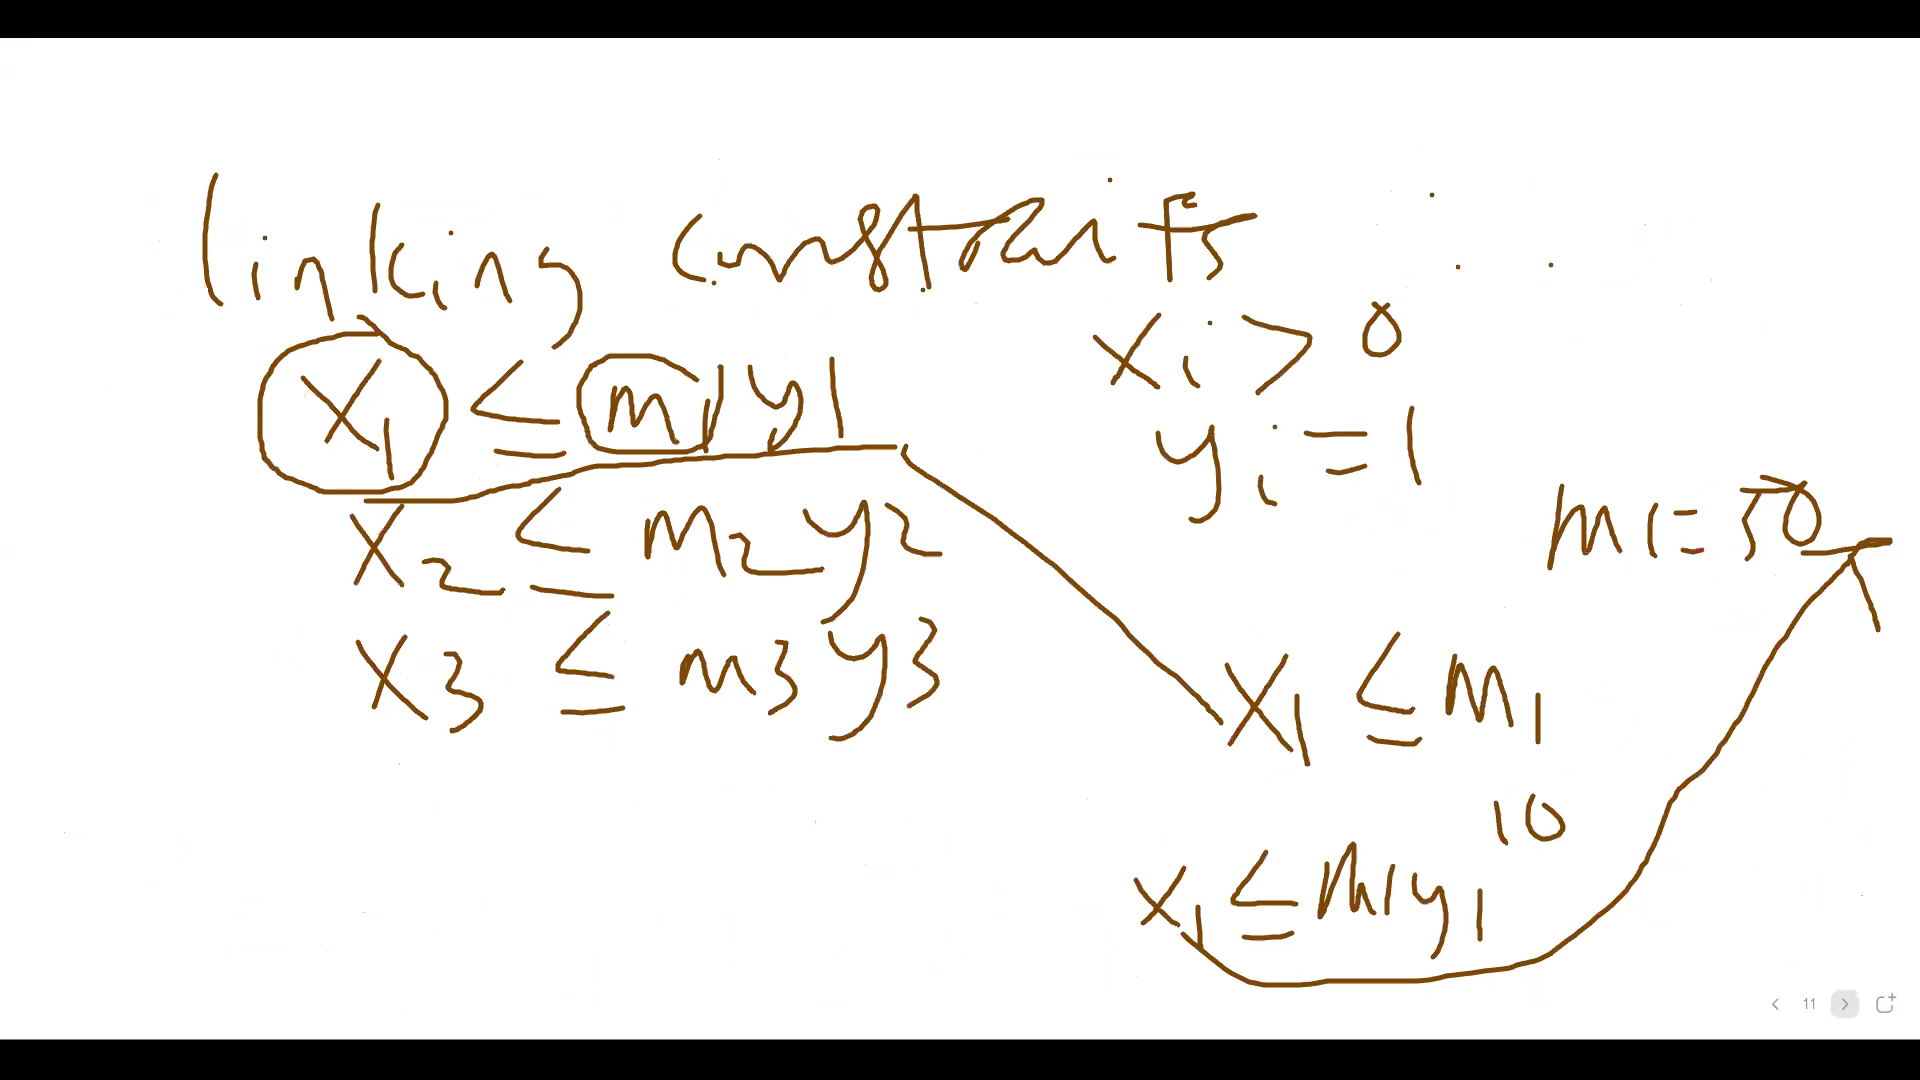 linking constraits
x1 ≤ m1y1
x2 ≤ m2y2
x3 ≤ m3y3
xi > 0
yi = 1
m1 = 50
x1 ≤ m1
10
x1 ≤ m1y1
11